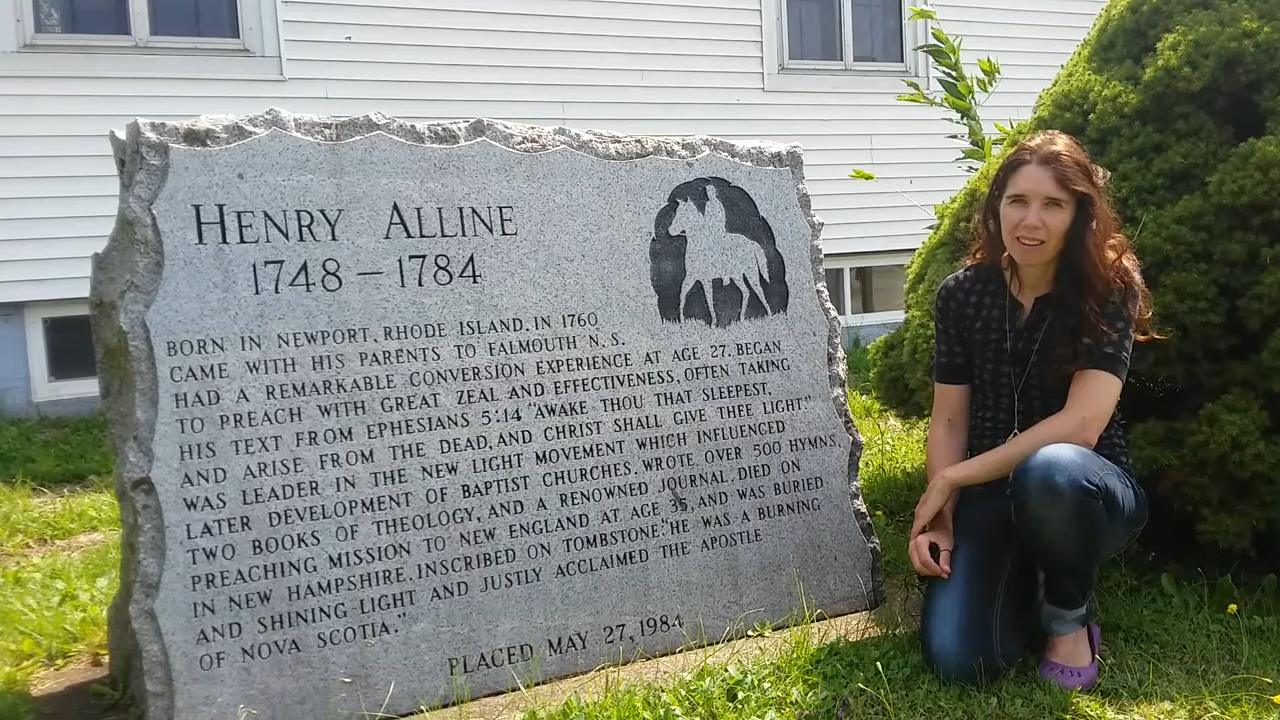 HENRY ALLINE
1748 – 1784
BORN IN NEWPORT, RHODE ISLAND. IN 1760
CAME WITH HIS PARENTS TO FALMOUTH N. S.
HAD A REMARKABLE CONVERSION EXPERIENCE AT AGE 27. BEGAN
TO PREACH WITH GREAT ZEAL AND EFFECTIVENESS, OFTEN TAKING
HIS TEXT FROM EPHESIANS 5:14 "AWAKE THOU THAT SLEEPEST,
AND ARISE FROM THE DEAD, AND CHRIST SHALL GIVE THEE LIGHT."
WAS LEADER IN THE NEW LIGHT MOVEMENT WHICH INFLUENCED
LATER DEVELOPMENT OF BAPTIST CHURCHES. WROTE OVER 500 HYMNS,
TWO BOOKS OF THEOLOGY, AND A RENOWNED JOURNAL. DIED ON
PREACHING MISSION TO NEW ENGLAND AT AGE 35, AND WAS BURIED
IN NEW HAMPSHIRE. INSCRIBED ON TOMBSTONE: "HE WAS A BURNING
AND SHINING LIGHT AND JUSTLY ACCLAIMED THE APOSTLE
OF NOVA SCOTIA."
PLACED MAY 27, 1984